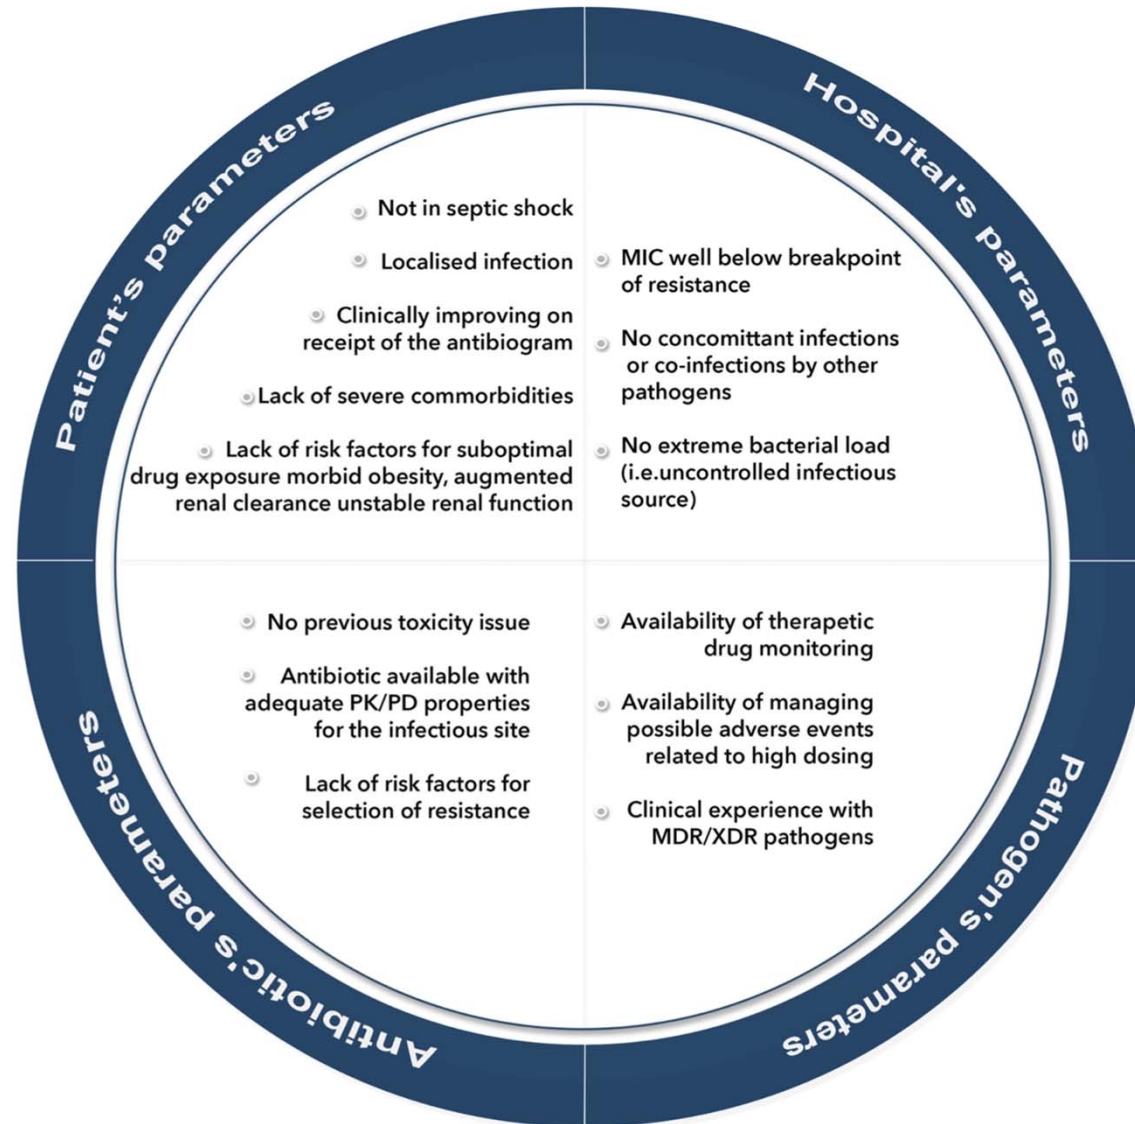 Patient's parameters
Not in septic shock
Localised infection
Clinically improving on
receipt of the antibiogram
Lack of severe commorbidities
Lack of risk factors for suboptimal
drug exposure morbid obesity, augmented
renal clearance unstable renal function
Hospital's parameters
MIC well below breakpoint
of resistance
No concomittant infections
or co-infections by other
pathogens
No extreme bacterial load
(i.e.uncontrolled infectious
source)
Antibiotic's parameters
No previous toxicity issue
Antibiotic available with
adequate PK/PD properties
for the infectious site
Lack of risk factors for
selection of resistance
Pathogen's parameters
Availability of therapetic
drug monitoring
Availability of managing
possible adverse events
related to high dosing
Clinical experience with
MDR/XDR pathogens